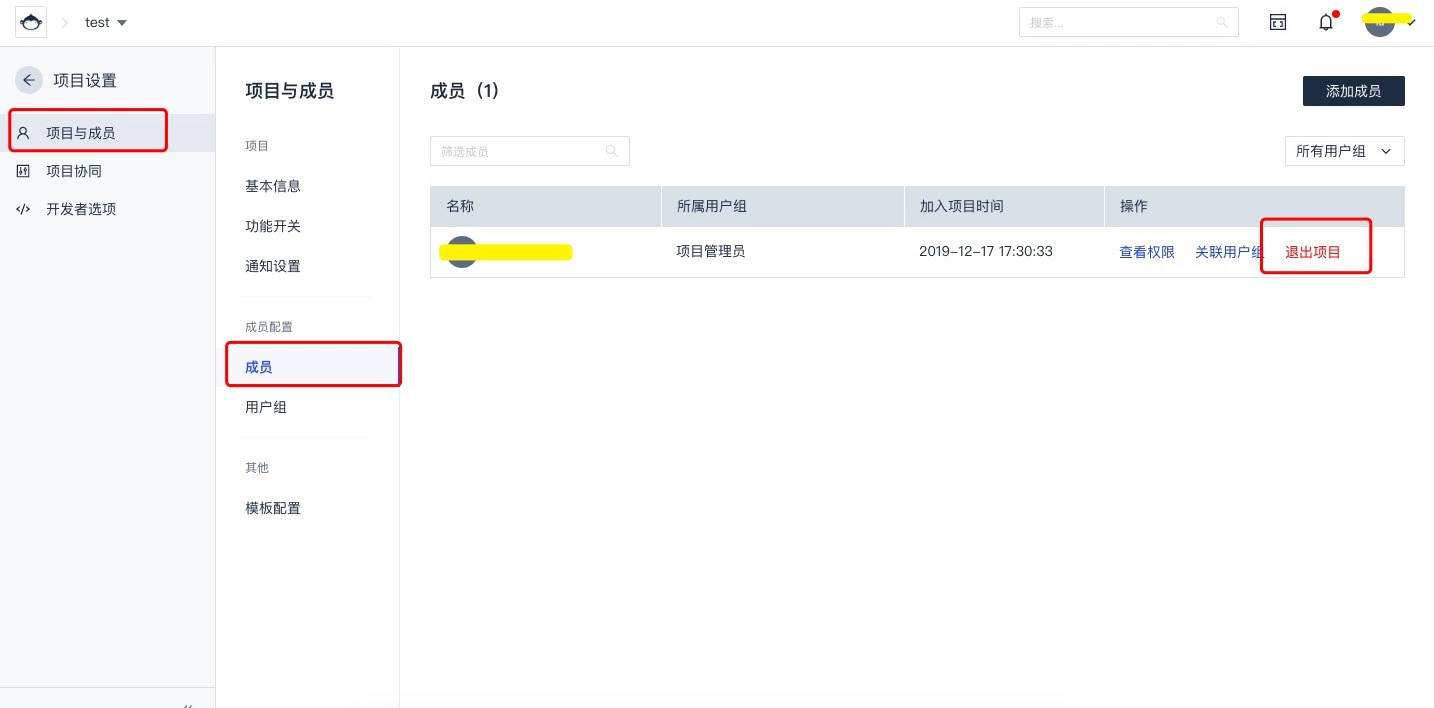 test
搜索...
项目设置
项目与成员
项目协同
开发者选项
项目与成员
项目
基本信息
功能开关
通知设置
成员配置
成员
用户组
其他
模板配置
成员（1）
添加成员
筛选成员
所有用户组
名称
所属用户组
加入项目时间
操作
项目管理员
2019-12-17 17:30:33
查看权限
关联用户组
退出项目